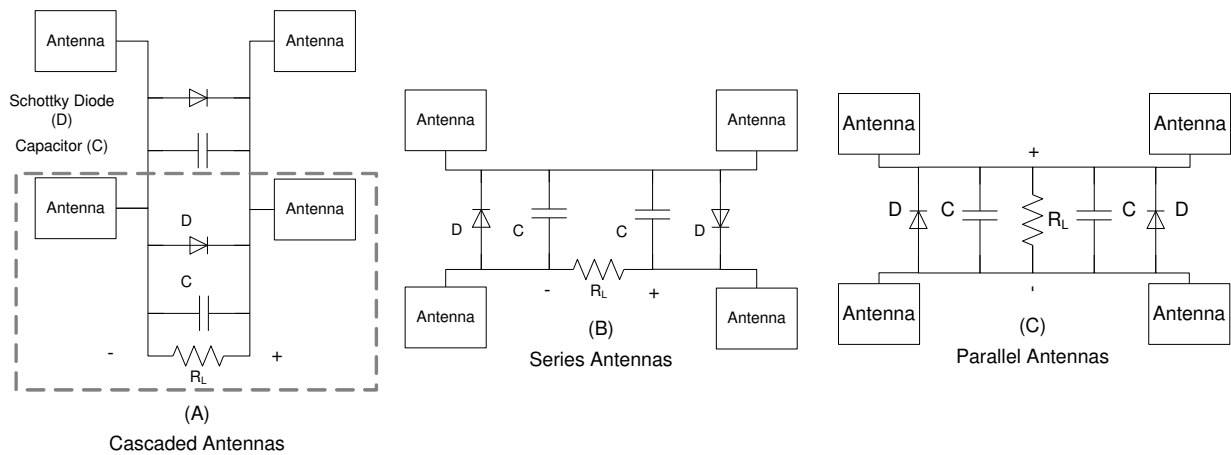 Antenna
Antenna
Schottky Diode
(D)
Capacitor (C)
Antenna
Antenna
D
C
-
+
RL
(A)
Cascaded Antennas
Antenna
Antenna
D
C
C
D
-
RL
+
Antenna
Antenna
(B)
Series Antennas
Antenna
Antenna
+
D
C
RL
C
D
-
Antenna
Antenna
(C)
Parallel Antennas